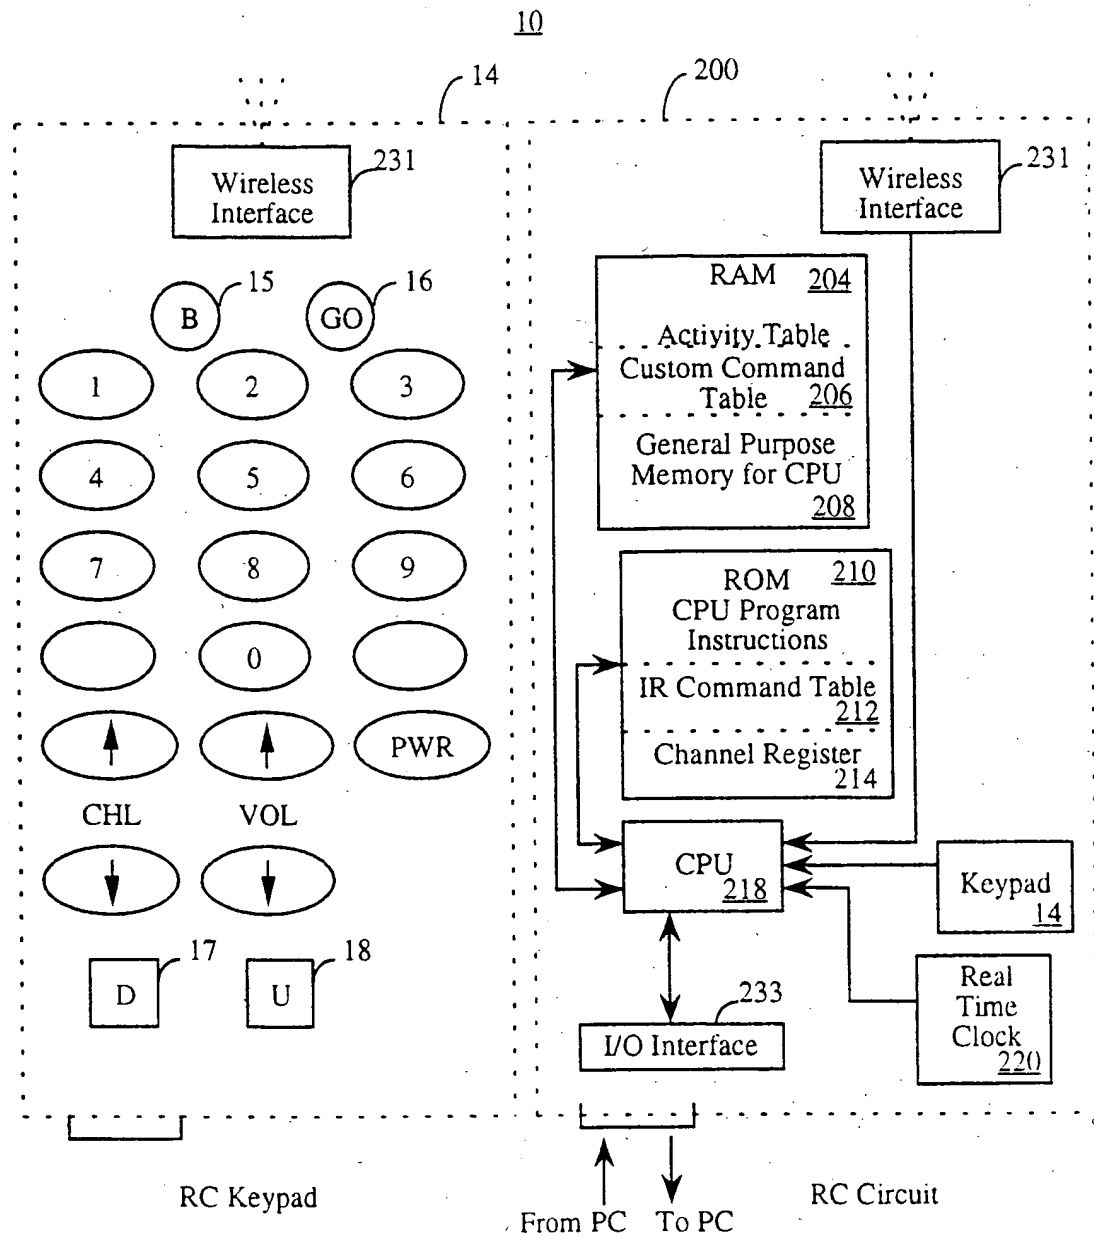 10
14
200
Wireless
Interface
231
Wireless
Interface
231
B
15
GO
16
1
2
3
4
5
6
7
8
9
0
PWR
CHL
VOL
D
17
U
18
RC Keypad
RAM
204
Activity Table
Custom Command
Table
206
General Purpose
Memory for CPU
208
ROM
210
CPU Program
Instructions
IR Command Table
212
Channel Register
214
CPU
218
Keypad
14
Real
Time
Clock
220
233
I/O Interface
From PC
To PC
RC Circuit